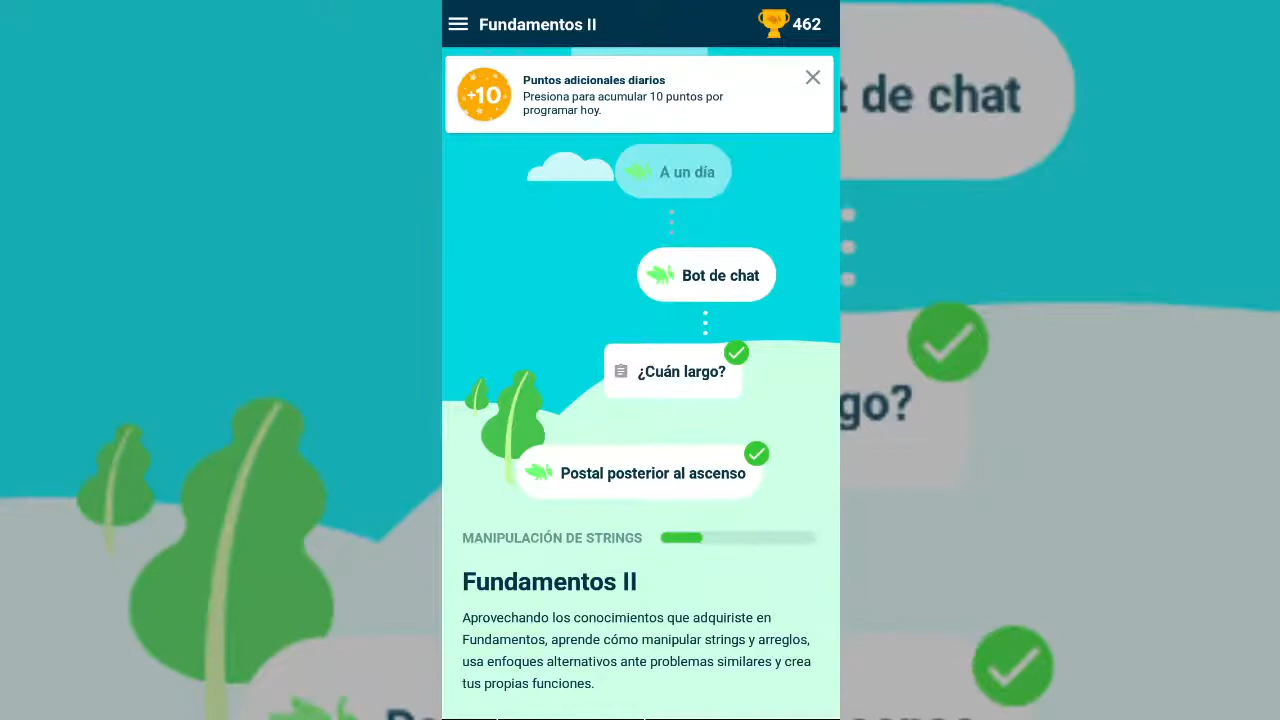 Fundamentos II
462
+10
Puntos adicionales diarios
Presiona para acumular 10 puntos por
programar hoy.
A un día
Bot de chat
¿Cuán largo?
Postal posterior al ascenso
MANIPULACIÓN DE STRINGS
Fundamentos II
Aprovechando los conocimientos que adquiriste en
Fundamentos, aprende cómo manipular strings y arreglos,
usa enfoques alternativos ante problemas similares y crea
tus propias funciones.
t de chat
go?